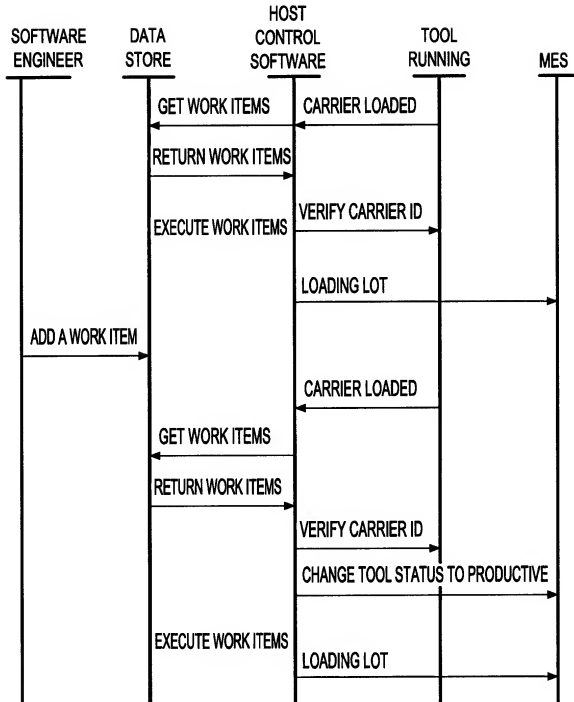 SOFTWARE
ENGINEER
DATA
STORE
HOST
CONTROL
SOFTWARE
TOOL
RUNNING
MES
GET WORK ITEMS
CARRIER LOADED
RETURN WORK ITEMS
EXECUTE WORK ITEMS
VERIFY CARRIER ID
LOADING LOT
ADD A WORK ITEM
CARRIER LOADED
GET WORK ITEMS
RETURN WORK ITEMS
VERIFY CARRIER ID
CHANGE TOOL STATUS TO PRODUCTIVE
EXECUTE WORK ITEMS
LOADING LOT